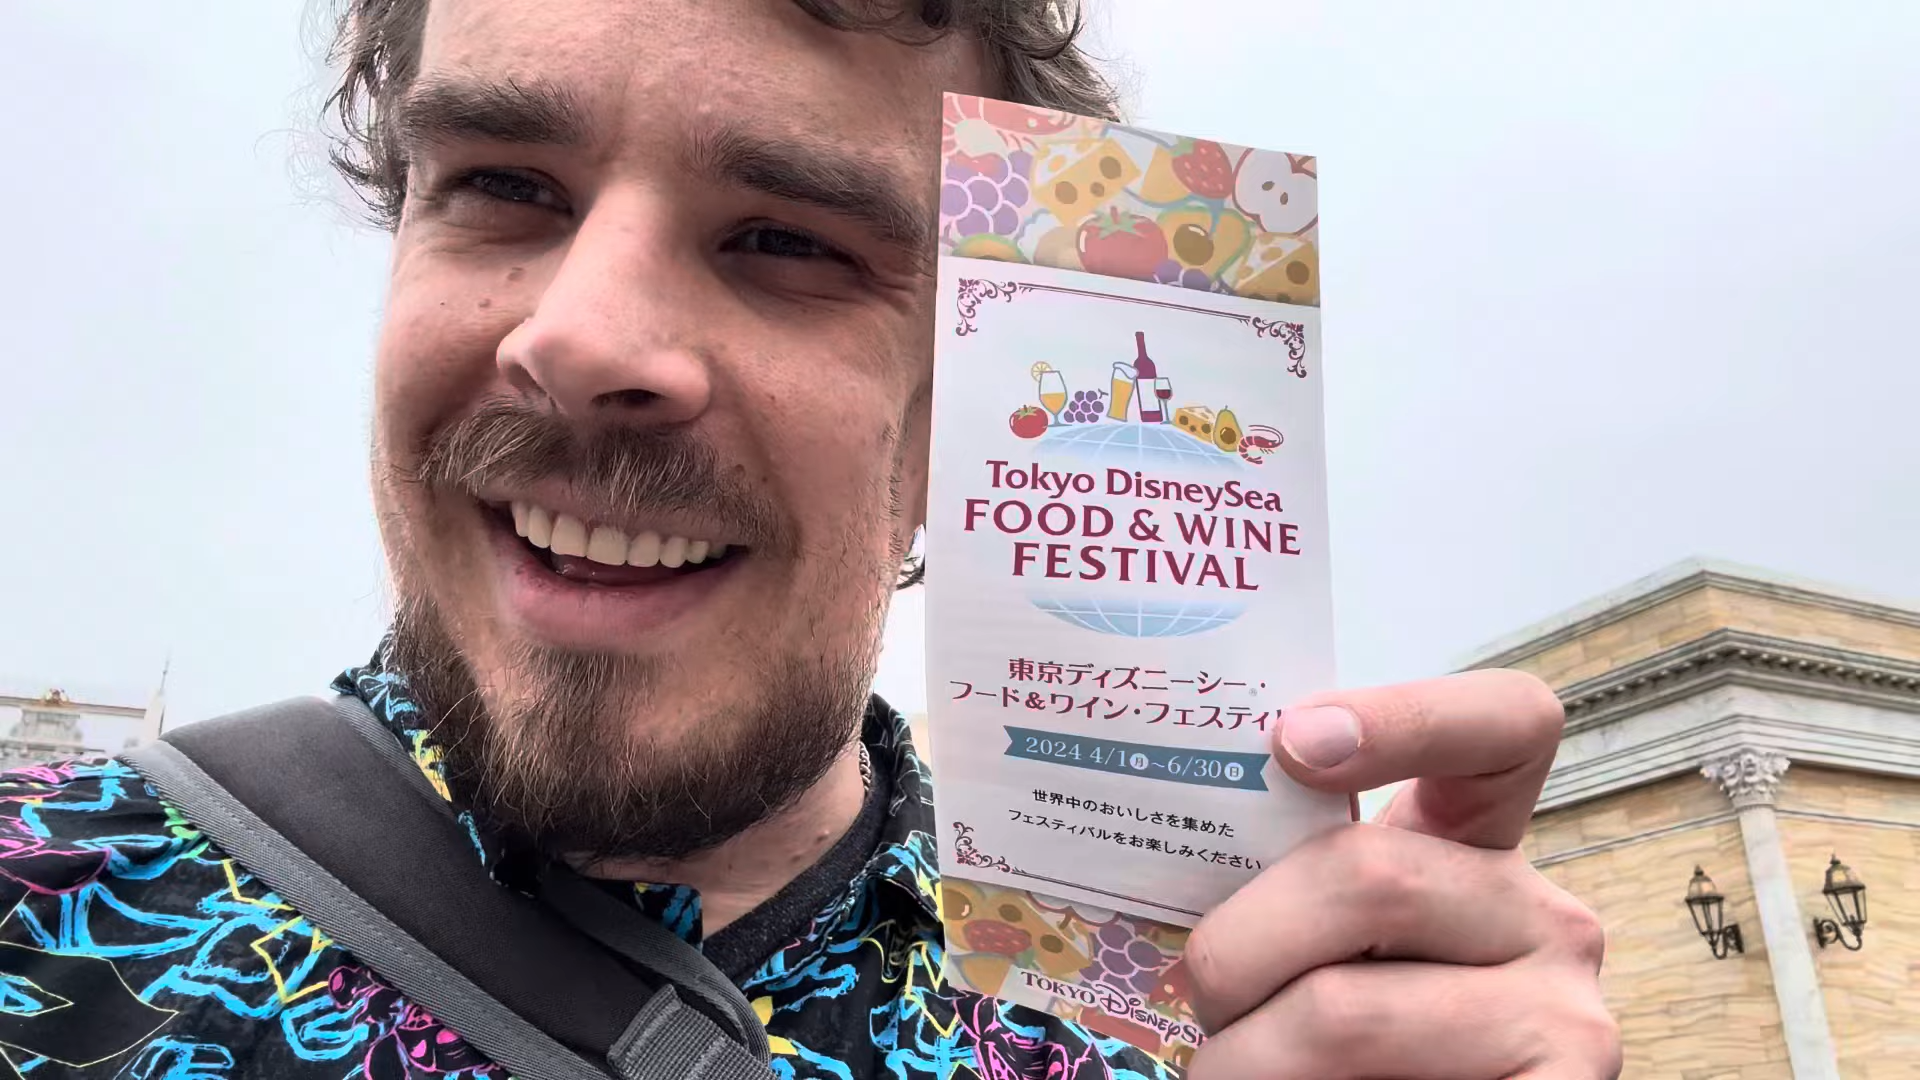 Tokyo DisneySea
FOOD & WINE
FESTIVAL
東京ディズニーシー®・
フード&ワイン・フェスティ
2024 4/1月~6/30日
世界中のおいしさを集めた
フェスティバルをお楽しみください
TOKYO DISNEYS